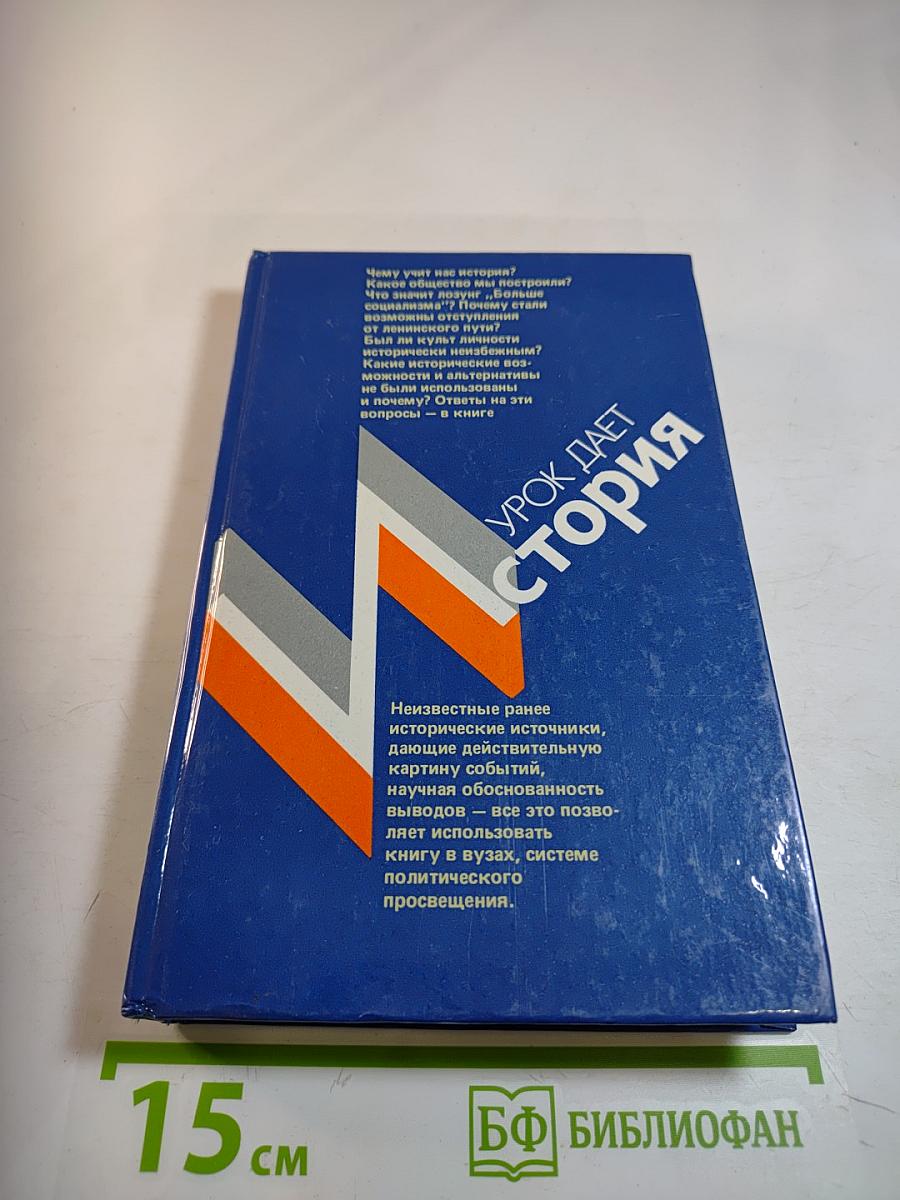 Чему учит нас история?
Какое общество мы построили?
Что значит лозунг „Больше
социализма"? Почему стали
возможны отступления
от ленинского пути?
Был ли культ личности
исторически неизбежным?
Какие исторические воз-
можности и альтернативы
не были использованы
и почему? Ответы на эти
вопросы — в книге
УРОК ДАЕТ
История
Неизвестные ранее
исторические источники,
дающие действительную
картину событий,
научная обоснованность
выводов — все это позво-
ляет использовать
книгу в вузах, системе
политического
просвещения.
15 см
БФ БИБЛИОФАН